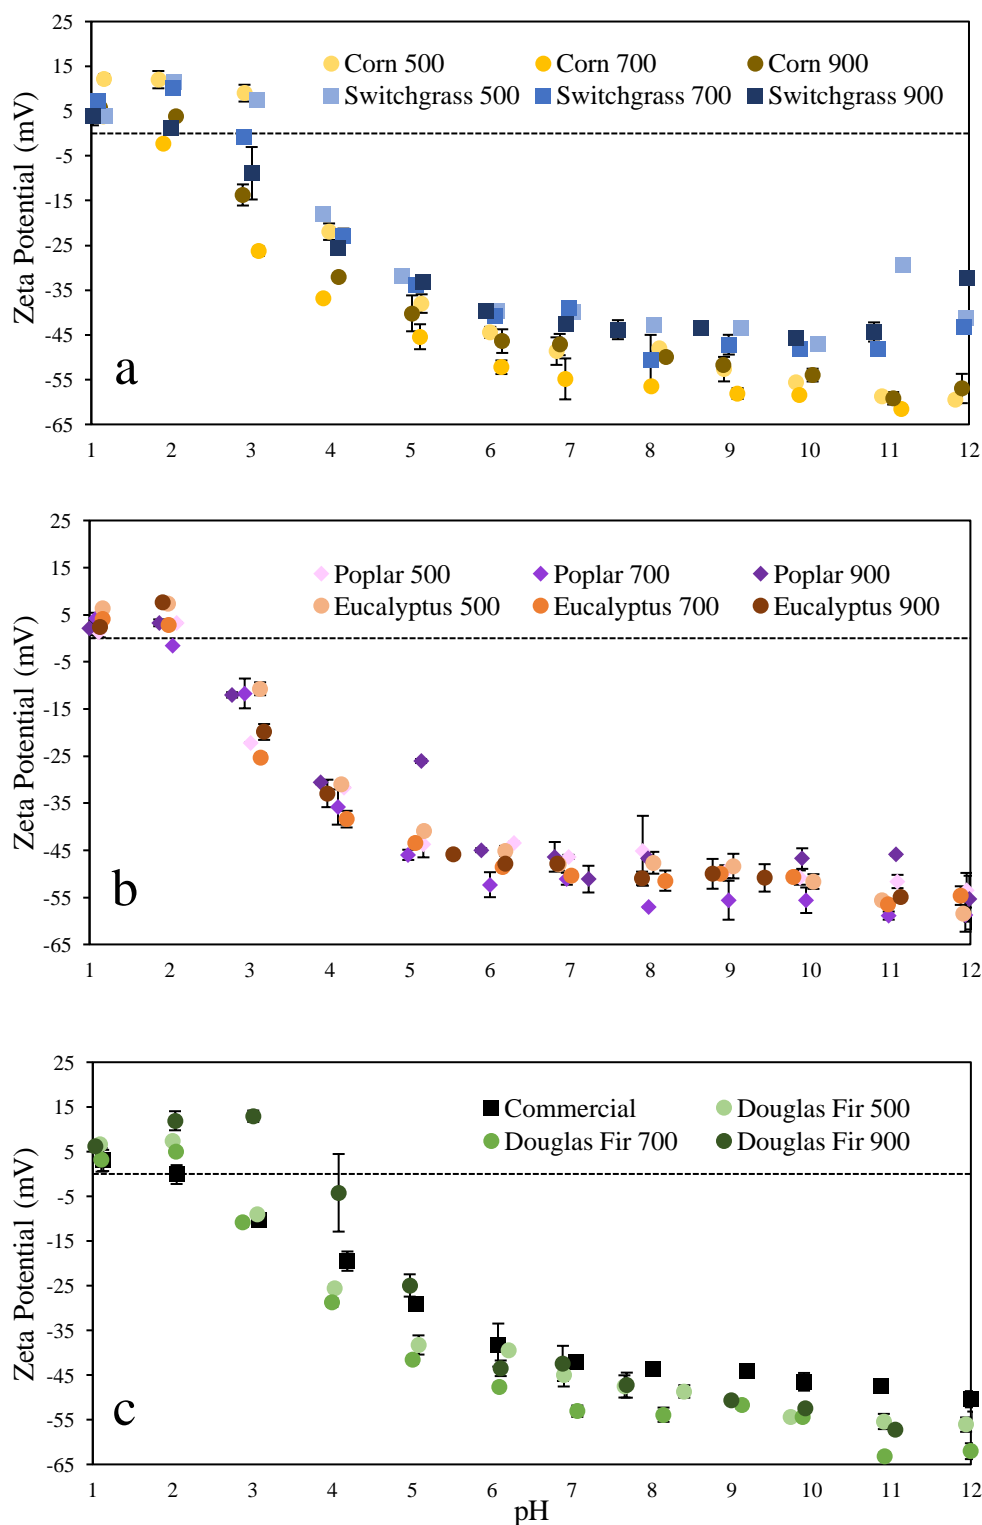 25
15
5
-5
-15
-25
-35
-45
-55
-65
Zeta Potential (mV)
Corn 500 Corn 700 Corn 900
Switchgrass 500 Switchgrass 700 Switchgrass 900
a
1 2 3 4 5 6 7 8 9 10 11 12
25
15
5
-5
-15
-25
-35
-45
-55
-65
Zeta Potential (mV)
Poplar 500 Poplar 700 Poplar 900
Eucalyptus 500 Eucalyptus 700 Eucalyptus 900
b
1 2 3 4 5 6 7 8 9 10 11 12
25
15
5
-5
-15
-25
-35
-45
-55
-65
Zeta Potential (mV)
Commercial Douglas Fir 500
Douglas Fir 700 Douglas Fir 900
c
1 2 3 4 5 6 7 8 9 10 11 12
pH